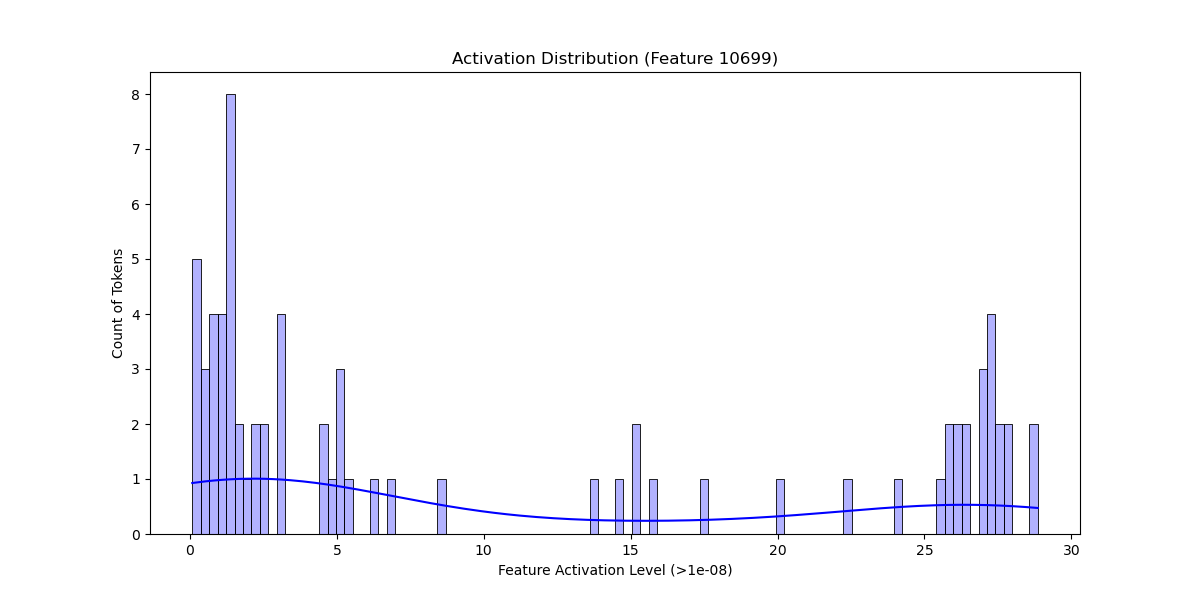 Activation Distribution (Feature 10699)
8
7
6
5
4
3
2
1
0
Count of Tokens
0 5 10 15 20 25 30
Feature Activation Level (>1e-08)